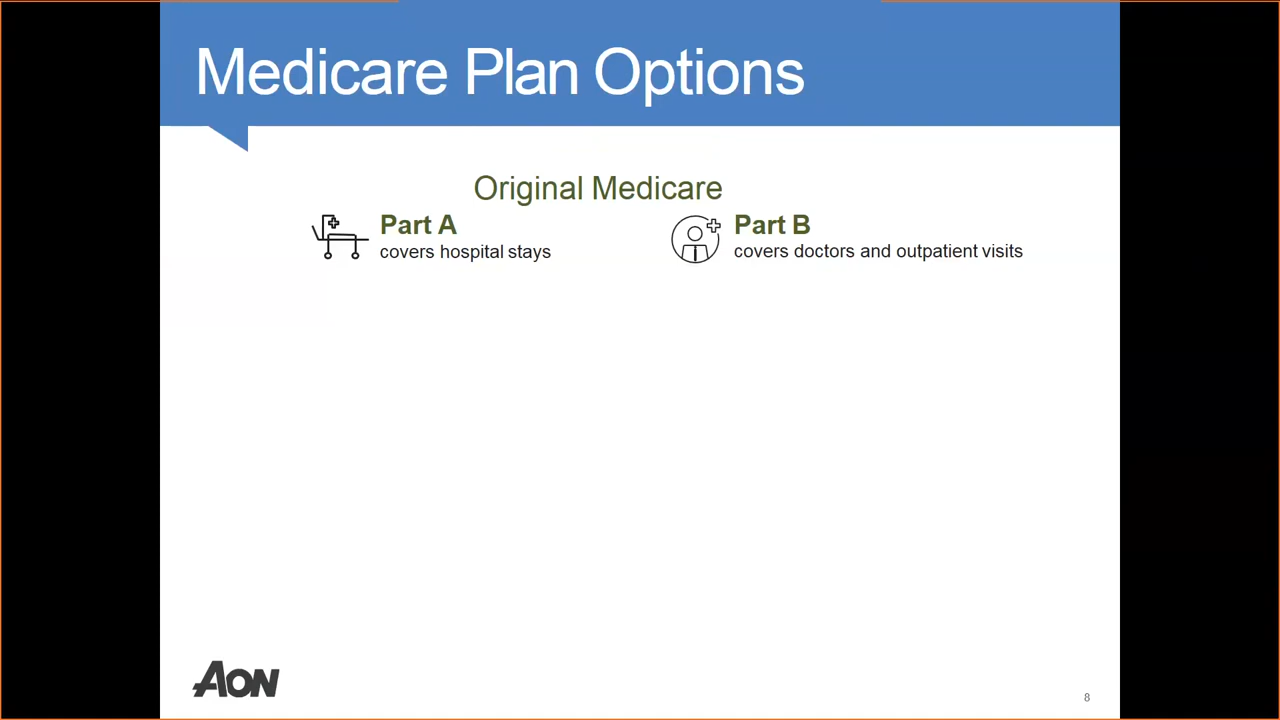 Medicare Plan Options
Original Medicare
Part A
covers hospital stays
Part B
covers doctors and outpatient visits
AON
8